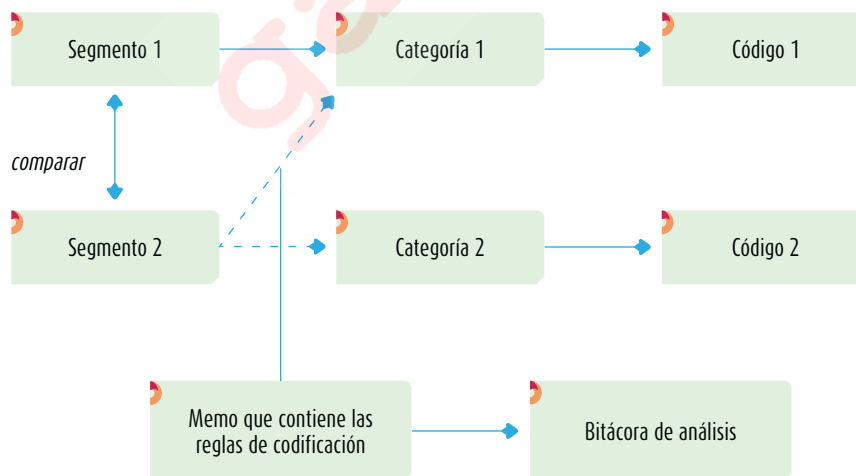 Segmento 1
Categoría 1
Código 1
comparar
Segmento 2
Categoría 2
Código 2
Memo que contiene las
reglas de codificación
Bitácora de análisis